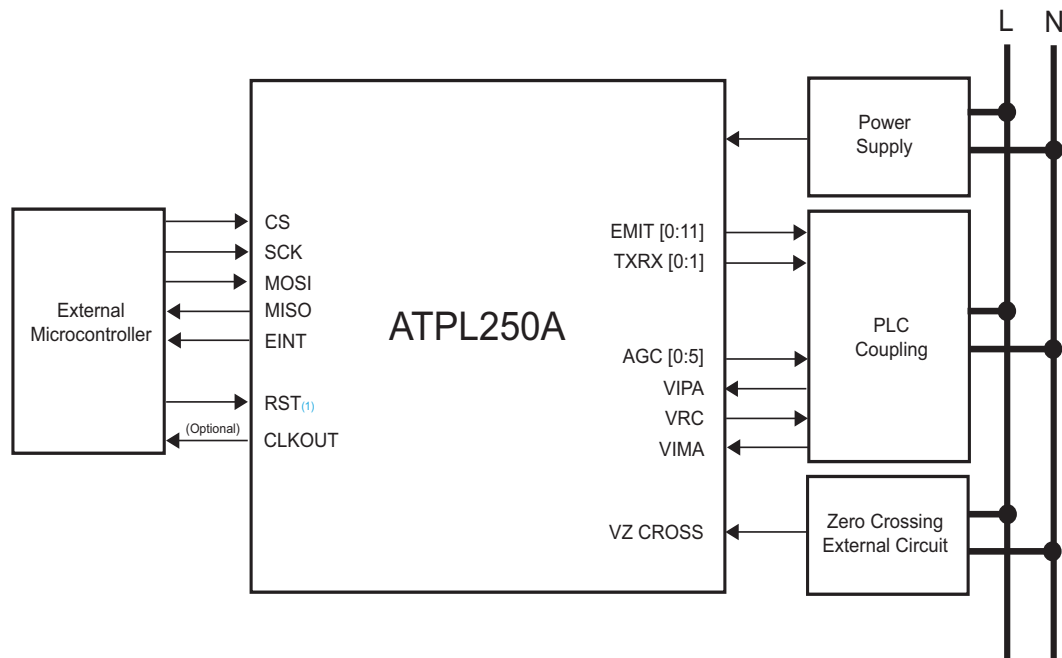 L N
Power
Supply
CS
SCK
MOSI
MISO
EINT
RST(1)
(Optional)
CLKOUT
External
Microcontroller
ATPL250A
EMIT [0:11]
TXRX [0:1]
AGC [0:5]
VIPA
VRC
VIMA
VZ CROSS
PLC
Coupling
Zero Crossing
External Circuit